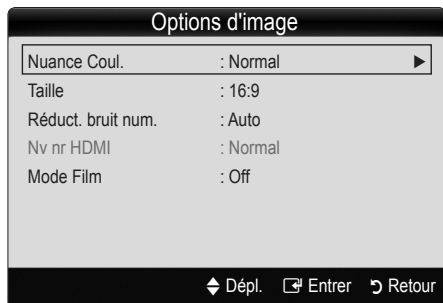 Options d'image
Nuance Coul. : Normal ►
Taille : 16:9
Réduct. bruit num. : Auto
Nv nr HDMI : Normal
Mode Film : Off
Dépl. Entrer Retour